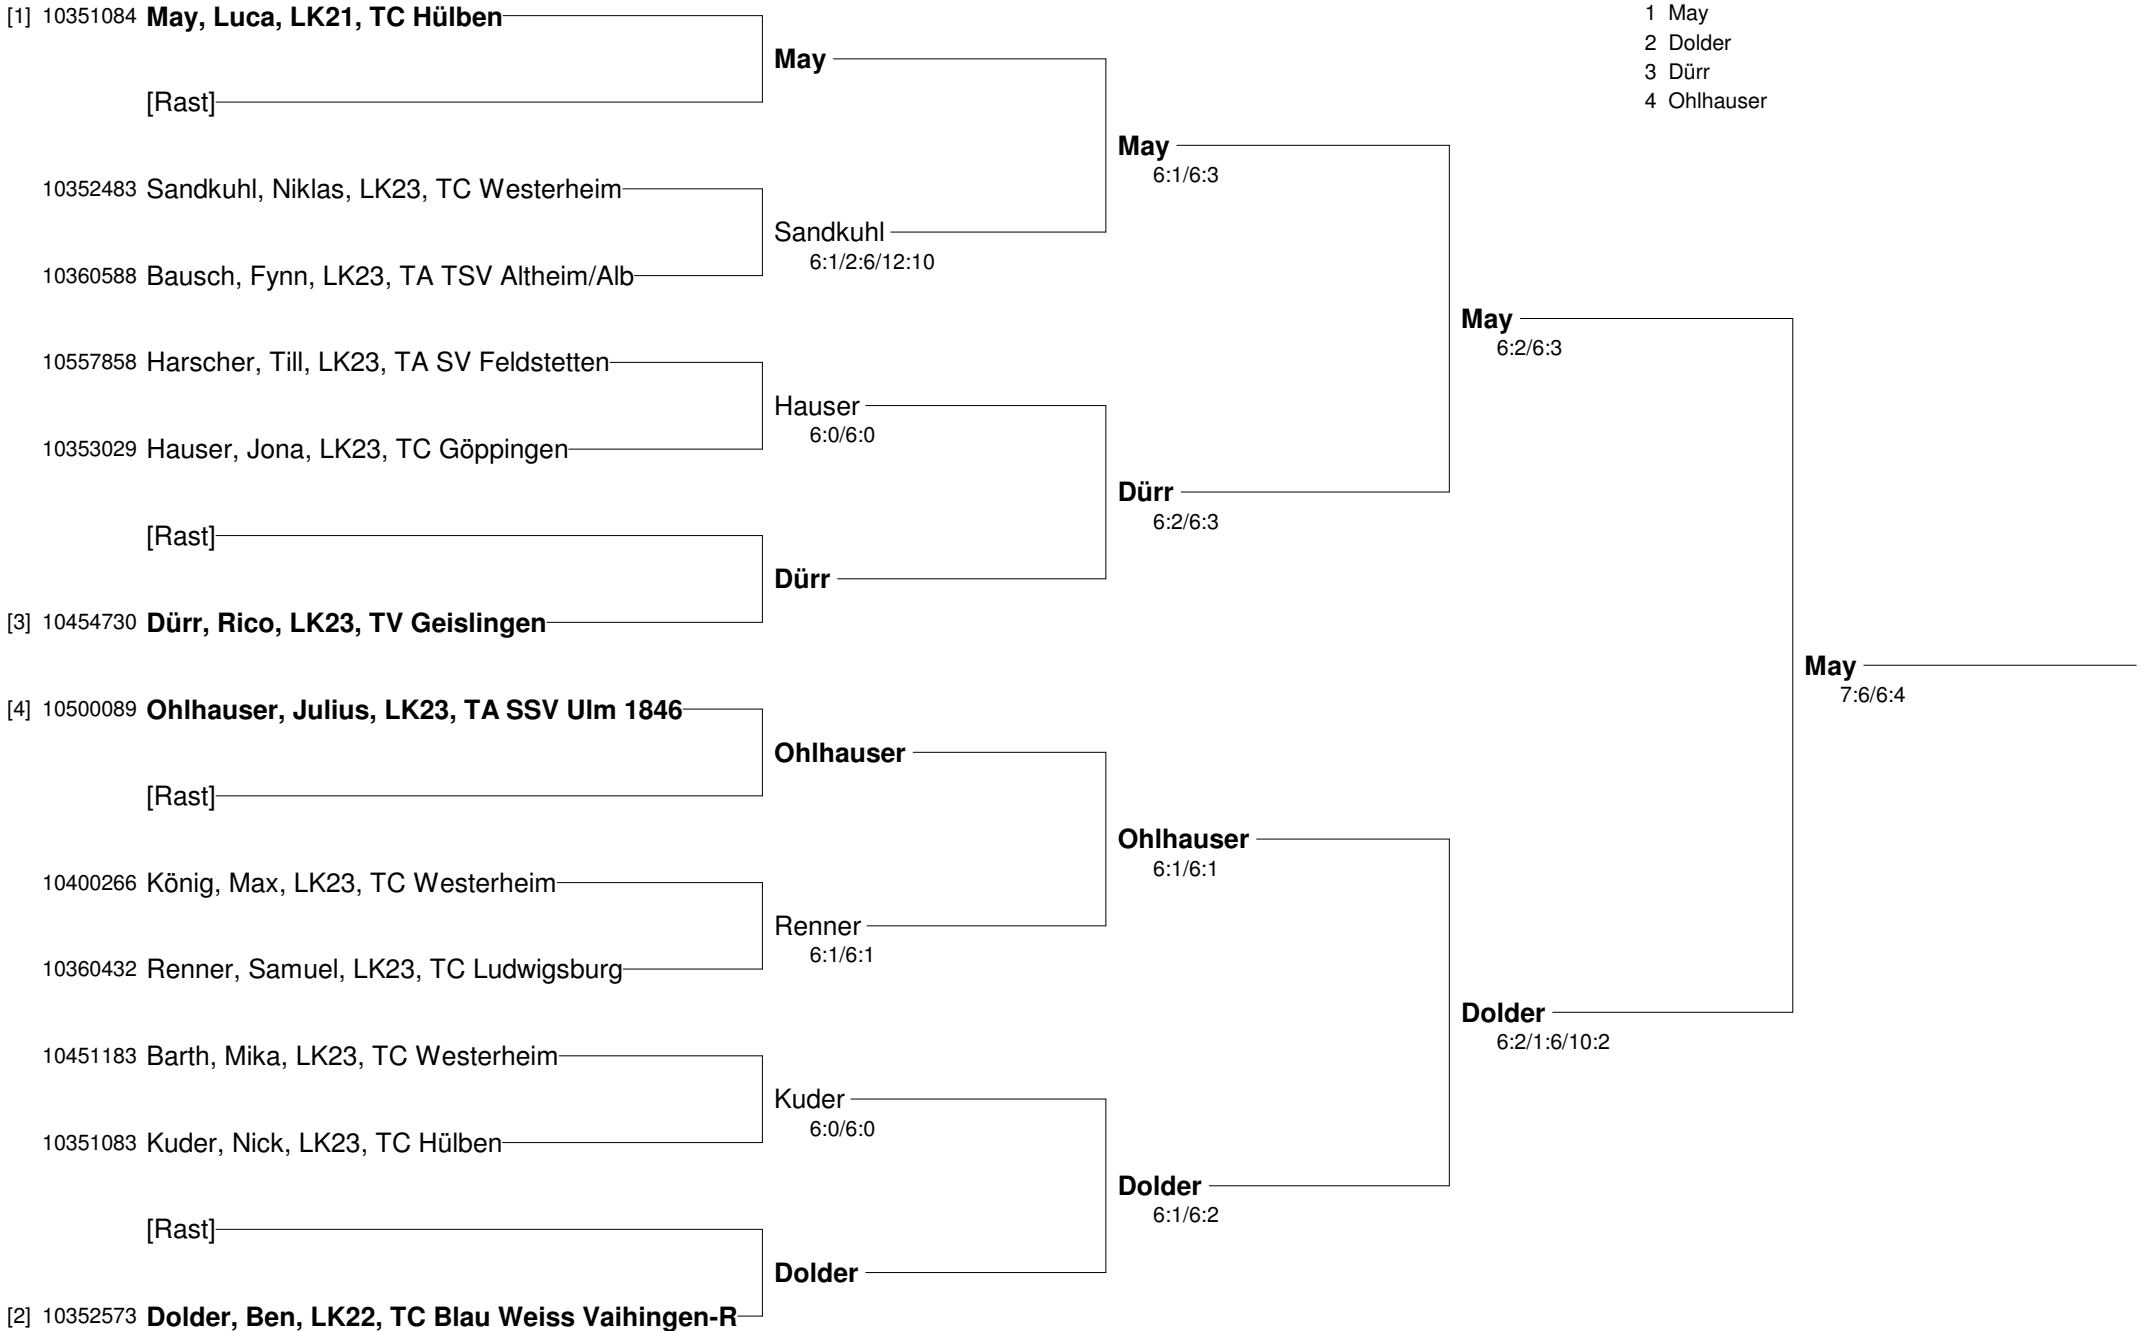 [1] 10351084 May, Luca, LK21, TC Hülben
[Rast]
10352483 Sandkuhl, Niklas, LK23, TC Westerheim
10360588 Bausch, Fynn, LK23, TA TSV Altheim/Alb
10557858 Harscher, Till, LK23, TA SV Feldstetten
10353029 Hauser, Jona, LK23, TC Göppingen
[Rast]
[3] 10454730 Dürr, Rico, LK23, TV Geislingen
[4] 10500089 Ohlhauser, Julius, LK23, TA SSV Ulm 1846
[Rast]
10400266 König, Max, LK23, TC Westerheim
10360432 Renner, Samuel, LK23, TC Ludwigsburg
10451183 Barth, Mika, LK23, TC Westerheim
10351083 Kuder, Nick, LK23, TC Hülben
[Rast]
[2] 10352573 Dolder, Ben, LK22, TC Blau Weiss Vaihingen-R
May
Sandkuhl
6:1/2:6/12:10
Hauser
6:0/6:0
Dürr
Ohlhauser
Renner
6:1/6:1
Kuder
6:0/6:0
Dolder
May
6:1/6:3
Dürr
6:2/6:3
Ohlhauser
6:1/6:1
Dolder
6:1/6:2
May
6:2/6:3
Dolder
6:2/1:6/10:2
May
7:6/6:4
1 May
2 Dolder
3 Dürr
4 Ohlhauser